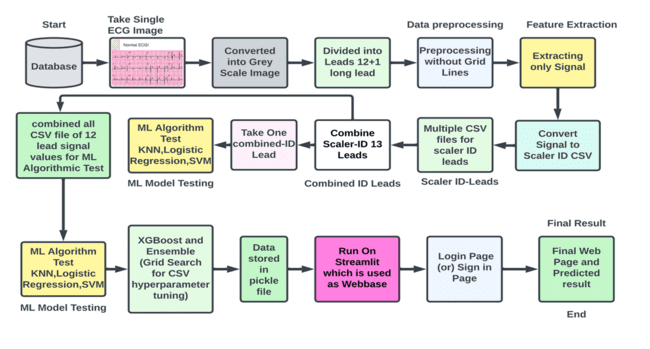 Start
Take Single
ECG Image
Data preprocessing
Feature Extraction
Database
Normal ECG!
Converted
into Grey
Scale Image
Divided into
Leads 12+1
long lead
Preprocessing
without Grid
Lines
Extracting
only Signal
combined all
CSV file of 12
lead signal
values for ML
Algorithmic Test
ML Algorithm
Test
KNN,Logistic
Regression,SVM
Take One
combined-ID
Lead
Combine
Scaler-ID 13
Leads
Multiple CSV
files for
scaler ID
leads
Convert
Signal to
Scaler ID CSV
ML Model Testing
Combined ID Leads
Scaler ID-Leads
Final Result
ML Algorithm
Test
KNN,Logistic
Regression,SVM
XGBoost and
Ensemble
(Grid Search
for CSV
hyperparameter
tuning)
Data
stored
in
pickle
file
Run On
Streamlit
which is used
as Webbase
Login Page
(or) Sign in
Page
Final Web
Page and
Predicted
result
ML Model Testing
End